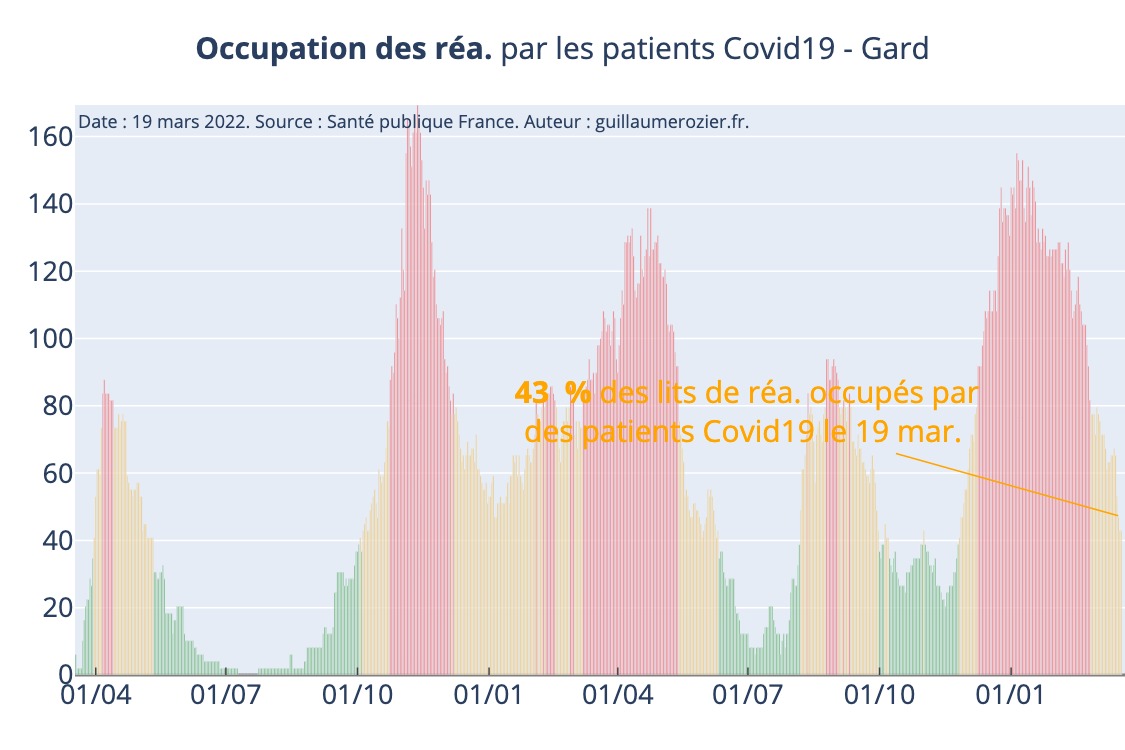 Occupation des réa. par les patients Covid19 - Gard
Date : 19 mars 2022. Source : Santé publique France. Auteur : guillaumerozier.fr.
160
140
120
100
80
60
40
20
0
43 % des lits de réa. occupés par
des patients Covid19 le 19 mar.
01/04 01/07 01/10 01/01 01/04 01/07 01/10 01/01